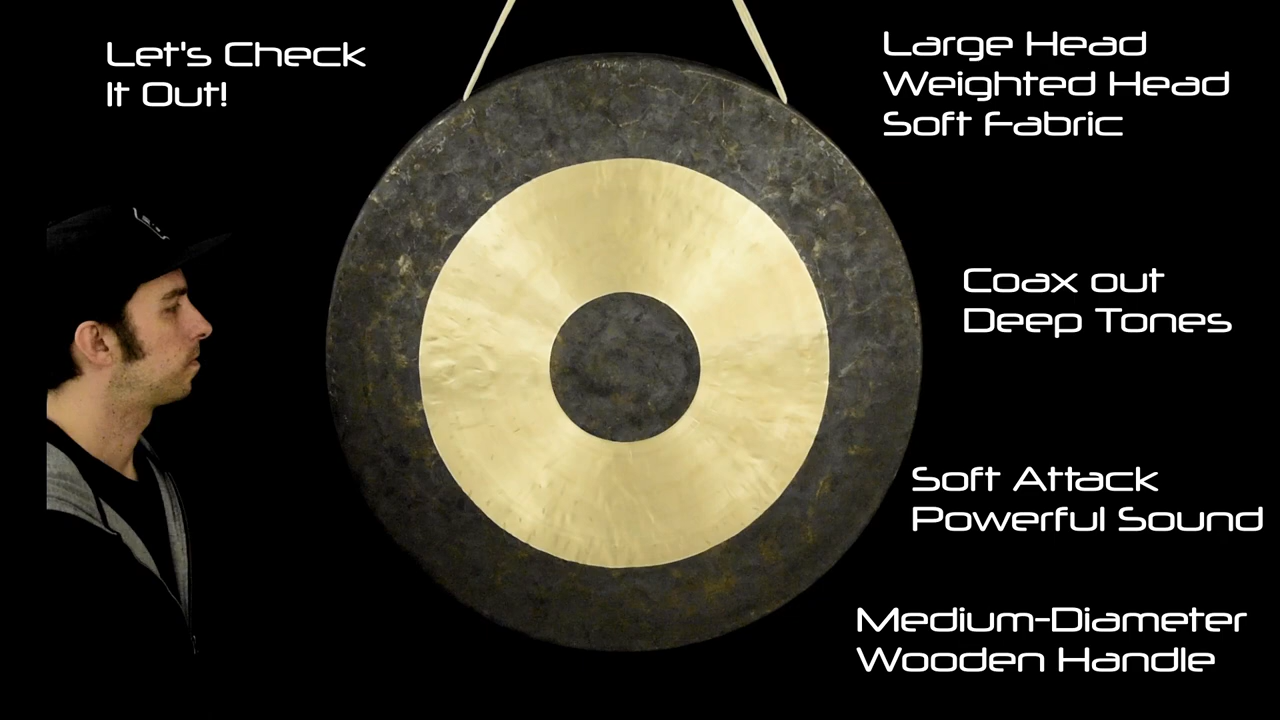 Let's Check
It Out!
Large Head
Weighted Head
Soft Fabric
Coax out
Deep Tones
Soft Attack
Powerful Sound
Medium-Diameter
Wooden Handle